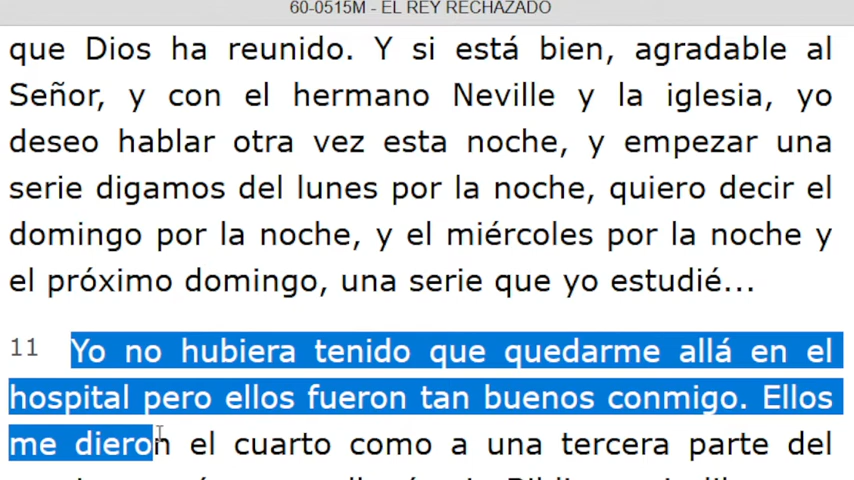 60-0515M - EL REY RECHAZADO
que Dios ha reunido. Y si está bien, agradable al
Señor, y con el hermano Neville y la iglesia, yo
deseo hablar otra vez esta noche, y empezar una
serie digamos del lunes por la noche, quiero decir el
domingo por la noche, y el miércoles por la noche y
el próximo domingo, una serie que yo estudié...
11 Yo no hubiera tenido que quedarme allá en el
hospital pero ellos fueron tan buenos conmigo. Ellos
me dieron el cuarto como a una tercera parte del